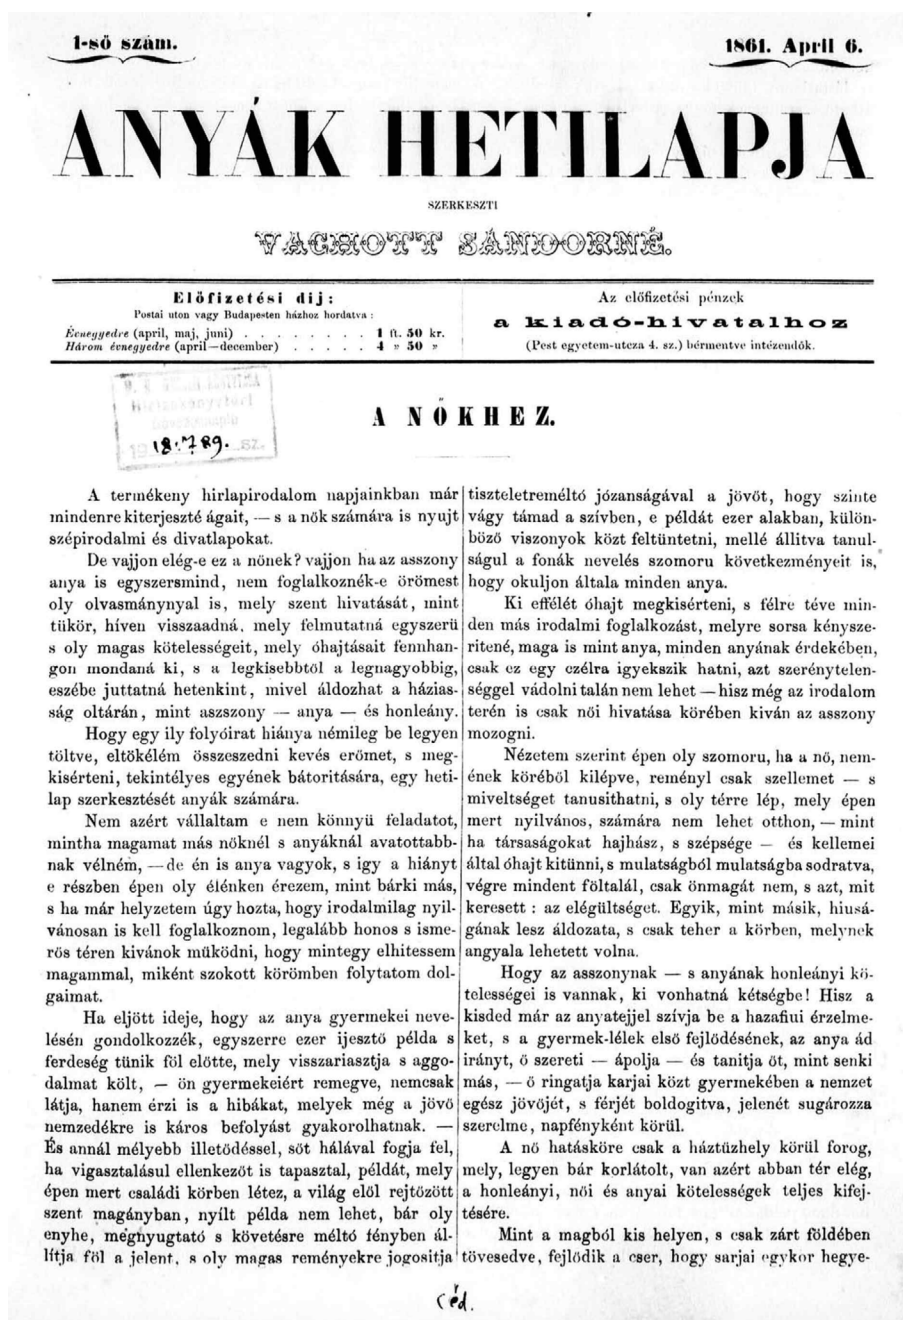 1-ső szám.
1861. April 6.
ANYÁK HETILAPJA
SZERKESZTI
VACHOTT SÁNDORNÉ.
Előfizetési dij:
Postai uton vagy Budapesten házhoz hordatva :
Évnegyedre (april, maj, juni) . . . . . . . . 1 ft. 50 kr.
Három évnegyedre (april—december) . . . . . 4 „ 50 „
Az előfizetési pénzek
a kiadó-hivatalhoz
(Pest egyetem-utcza 4. sz.) bérmentve intézendők.
18.789.
sz.
A NŐKHEZ.
A termékeny hirlapirodalom napjainkban már
mindenre kiterjeszté ágait, — s a nők számára is nyujt
szépirodalmi és divatlapokat.
De vajjon elég-e ez a nőnek? vajjon ha az asszony
anya is egyszersmind, nem foglalkoznék-e örömest
oly olvasmánynyal is, mely szent hivatását, mint
tükör, híven visszaadná, mely felmutatná egyszerü
s oly magas kötelességeit, mely óhajtásait fennhan-
gon mondaná ki, s a legkisebbtől a legnagyobbig,
eszébe juttatná hetenkint, mivel áldozhat a házias-
ság oltárán, mint aszszony — anya — és honleány.
Hogy egy ily folyóirat hiánya némileg be legyen
töltve, eltökélém összeszedni kevés erőmet, s meg-
kisérteni, tekintélyes egyének bátoritására, egy heti-
lap szerkesztését anyák számára.
Nem azért vállaltam e nem könnyü feladatot,
mintha magamat más nőknél s anyáknál avatottabb-
nak vélném, — de én is anya vagyok, s igy a hiányt
e részben épen oly élénken érezem, mint bárki más,
s ha már helyzetem úgy hozta, hogy irodalmilag nyil-
vánosan is kell foglalkoznom, legalább honos s isme-
rős téren kivánok működni, hogy mintegy elhitessem
magammal, miként szokott körömben folytatom dol-
gaimat.
Ha eljött ideje, hogy az anya gyermekei neve-
lésén gondolkozzék, egyszerre ezer ijesztő példa s
ferdeség tünik föl előtte, mely visszariasztja s aggo-
dalmat költ, — ön gyermekeiért remegve, nemcsak
látja, hanem érzi is a hibákat, melyek még a jövő
nemzedékre is káros befolyást gyakorolhatnak. —
És annál mélyebb illetődéssel, sőt hálával fogja fel,
ha vigasztalásul ellenkezőt is tapasztal, példát, mely
épen mert családi körben létez, a világ elől rejtőzött
szent magányban, nyílt példa nem lehet, bár oly
enyhe, megnyugtató s követésre méltó fényben ál-
lítja föl a jelent, s oly magas reményekre jogositja
tiszteletreméltó józanságával a jövőt, hogy szinte
vágy támad a szívben, e példát ezer alakban, külön-
böző viszonyok közt feltüntetni, mellé állitva tanul-
ságul a fonák nevelés szomoru következményeit is,
hogy okuljon általa minden anya.
Ki effélét óhajt megkisérteni, s félre téve min-
den más irodalmi foglalkozást, melyre sorsa kénysze-
ritené, maga is mint anya, minden anyának érdekében,
csak ez egy czélra igyekszik hatni, azt szerénytelen-
séggel vádolni talán nem lehet — hisz még az irodalom
terén is csak női hivatása körében kiván az asszony
mozogni.
Nézetem szerint épen oly szomoru, ha a nő, nem-
ének köréből kilépve, reményl csak szellemet — s
miveltséget tanusithatni, s oly térre lép, mely épen
mert nyilvános, számára nem lehet otthon, — mint
ha társaságokat hajhász, s szépsége — és kellemei
által óhajt kitünni, s mulatságból mulatságba sodratva,
végre mindent föltalál, csak önmagát nem, s azt, mit
keresett : az elégültséget. Egyik, mint másik, hiusá-
gának lesz áldozata, s csak teher a körben, melynek
angyala lehetett volna.
Hogy az asszonynak — s anyának honleányi kö-
telességei is vannak, ki vonhatná kétségbe! Hisz a
kisded már az anyatejjel szívja be a hazafiui érzelme-
ket, s a gyermek-lélek első fejlődésének, az anya ád
irányt, ő szereti — ápolja — és tanitja őt, mint senki
más, — ő ringatja karjai közt gyermekében a nemzet
egész jövőjét, s férjét boldogitva, jelenét sugározza
szerelme, napfényként körül.
A nő hatásköre csak a háztűzhely körül forog,
mely, legyen bár korlátolt, van azért abban tér elég,
a honleányi, női és anyai kötelességek teljes kifej-
tésére.
Mint a magból kis helyen, s csak zárt földében
tövesedve, fejlődik a cser, hogy sarjai egykor hegye-